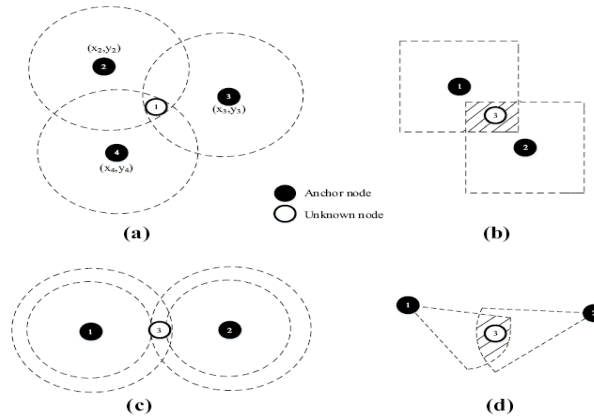 (x₂,y₂)
2
1
3
(x₃,y₃)
4
(x₄,y₄)
(a)
1
3
2
(b)
Anchor node
Unknown node
1
3
2
(c)
1
3
2
(d)